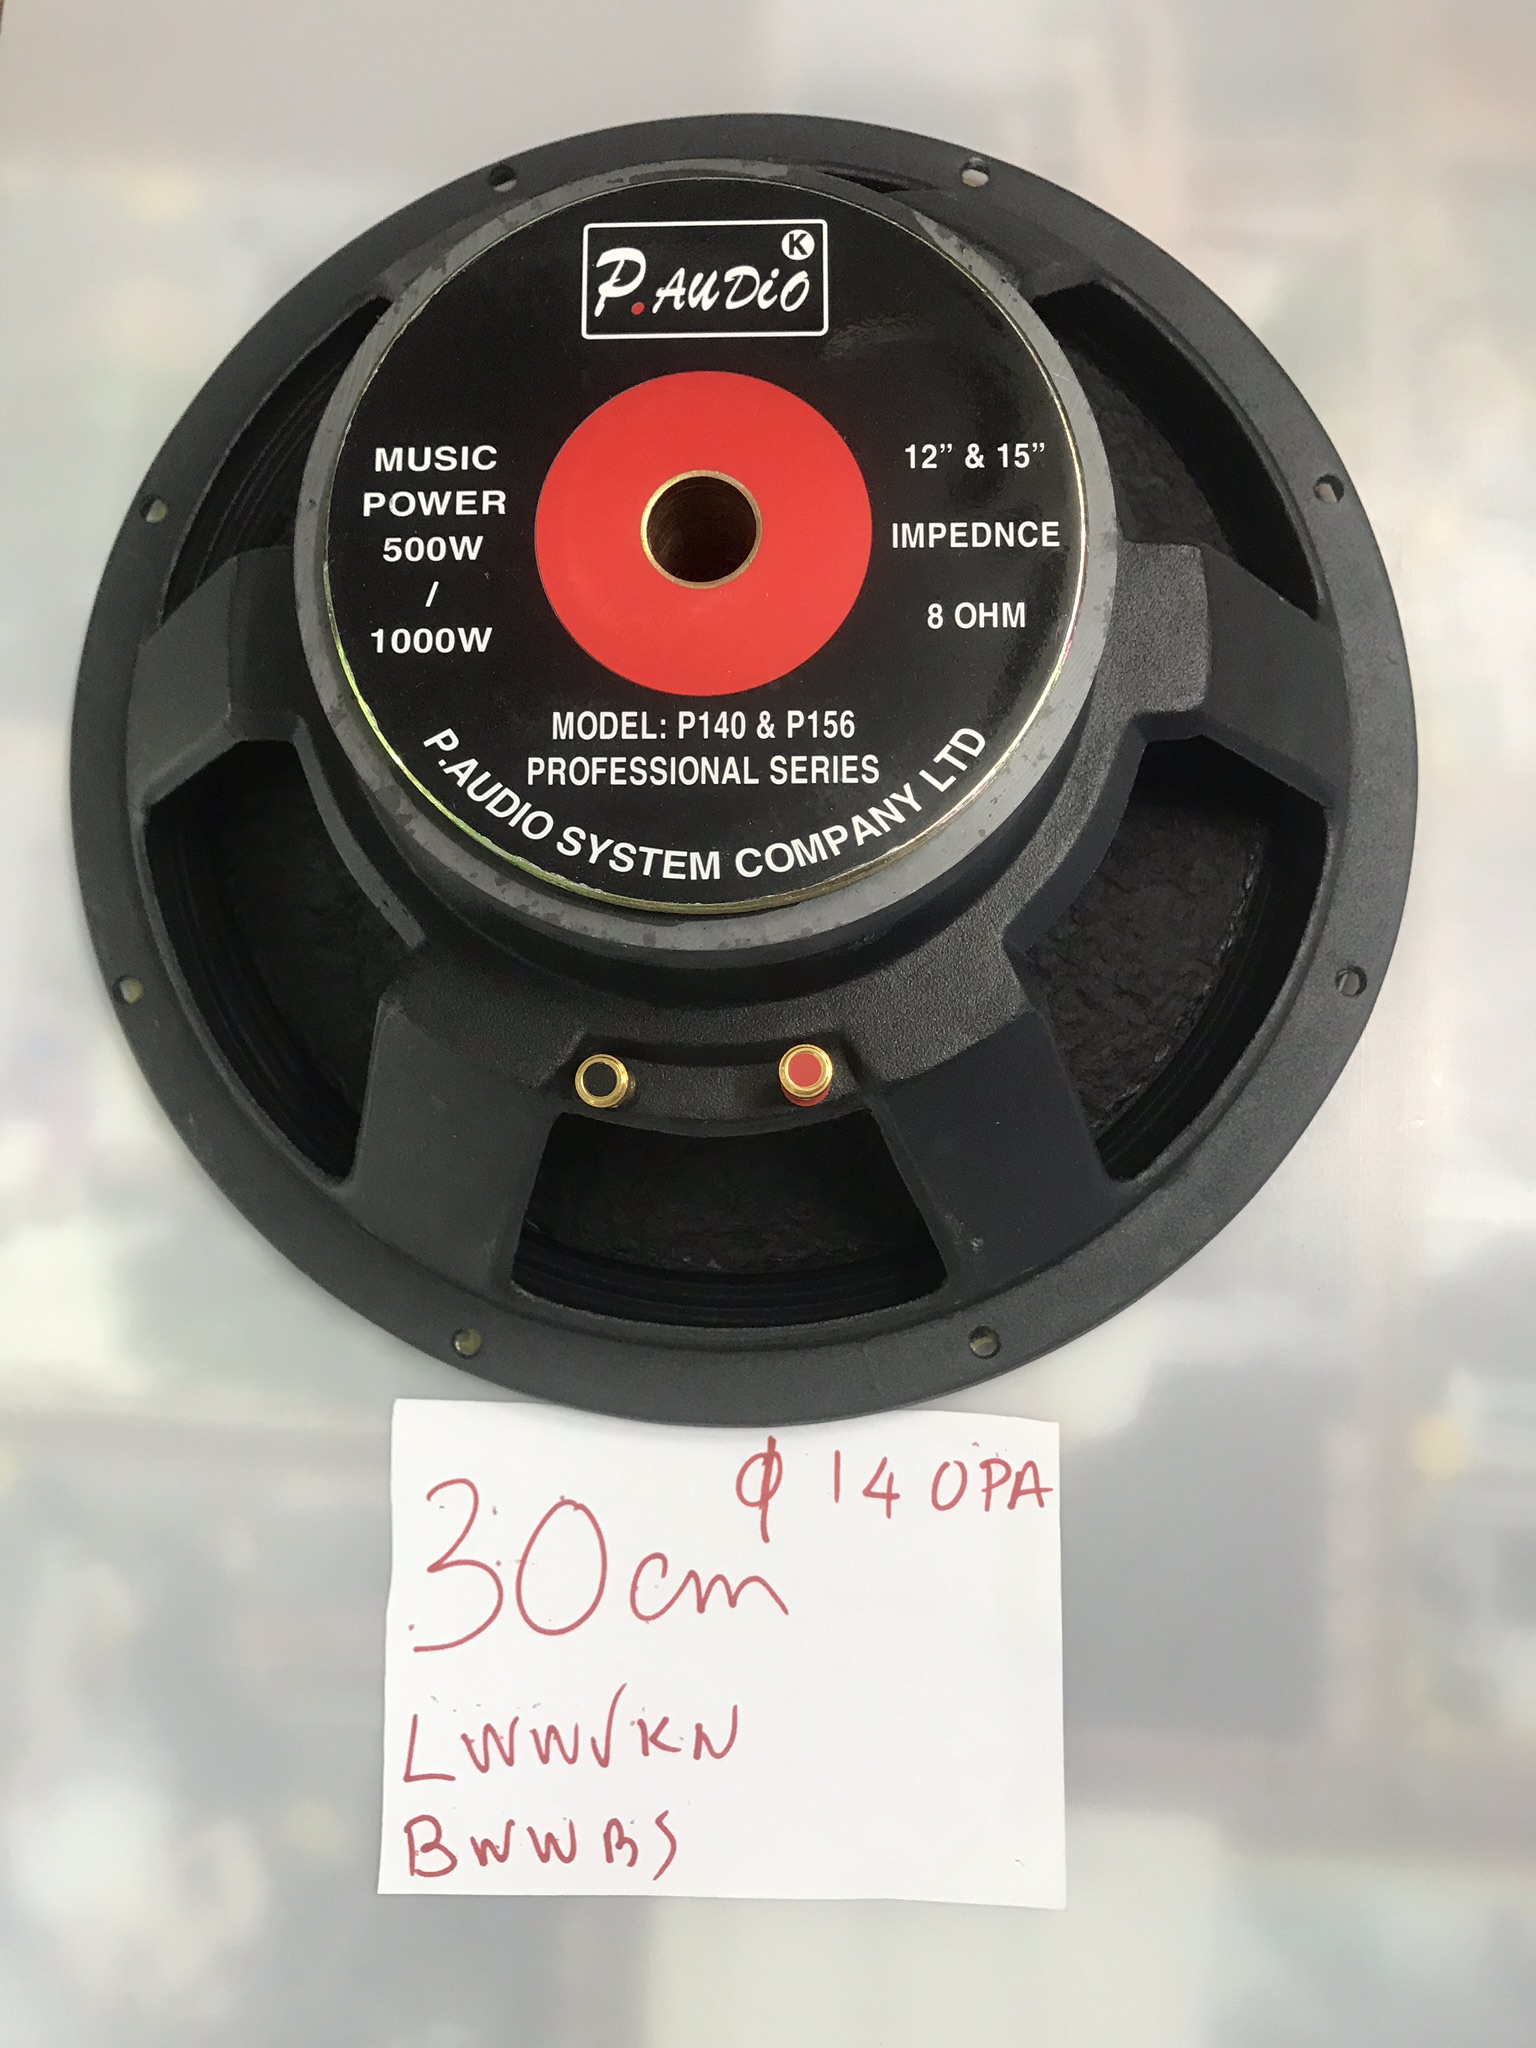 K
P.AUDiO
MUSIC
POWER
500W
/
1000W
12” & 15”
IMPEDNCE
8 OHM
MODEL: P140 & P156
PROFESSIONAL SERIES
P.AUDIO SYSTEM COMPANY LTD
ϕ 140PA
30cm
BWWBS